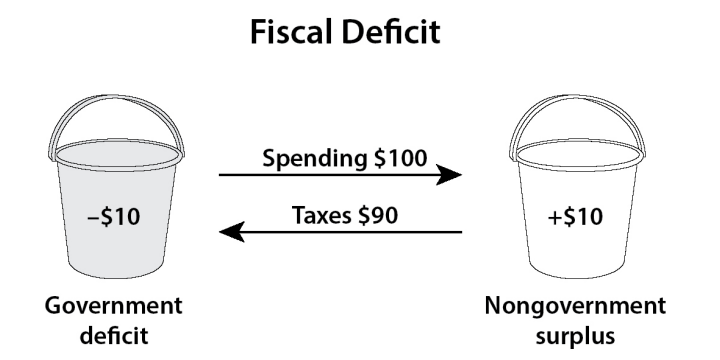 Fiscal Deficit
Spending $100
–$10
Taxes $90
+$10
Government
deficit
Nongovernment
surplus